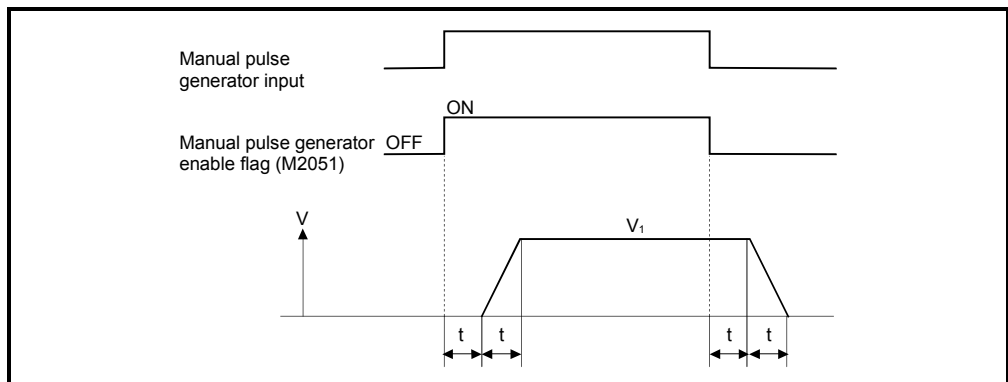 Manual pulse
generator input
ON
Manual pulse generator OFF
enable flag (M2051)
V
V₁
t t t t